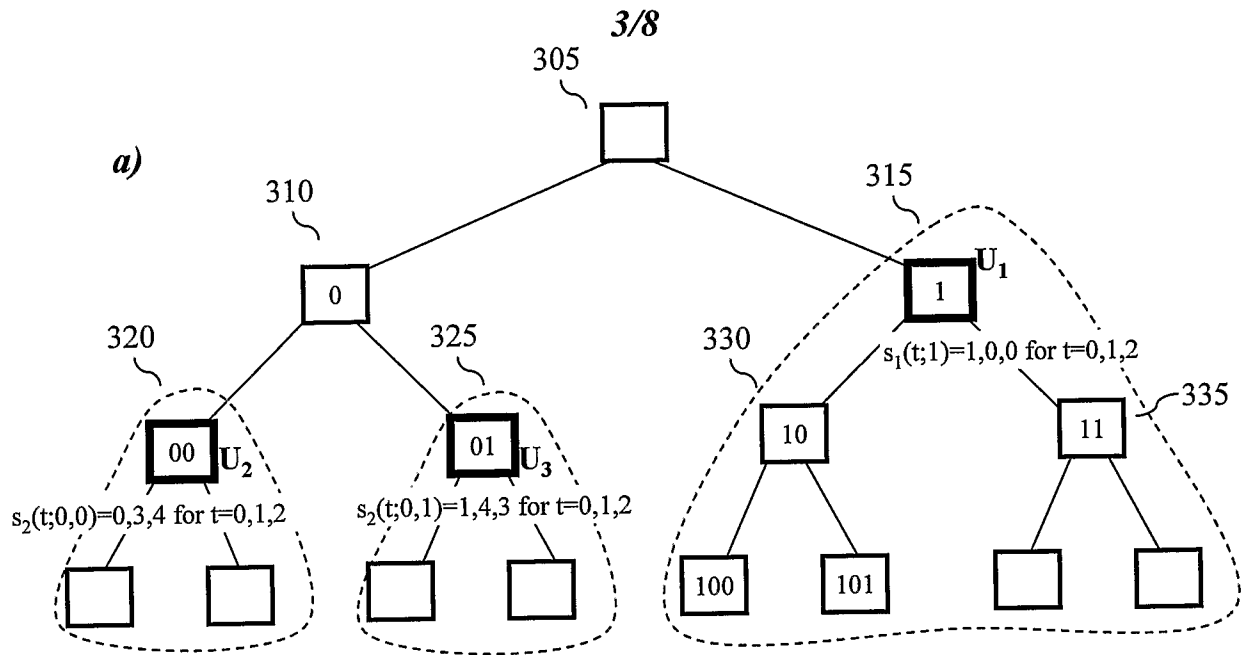 3/8
305
a)
310
315
0
U1
1
320
325
330
s1(t;1)=1,0,0 for t=0,1,2
335
00
U2
01
U3
10
11
s2(t;0,0)=0,3,4 for t=0,1,2
s2(t;0,1)=1,4,3 for t=0,1,2
100
101